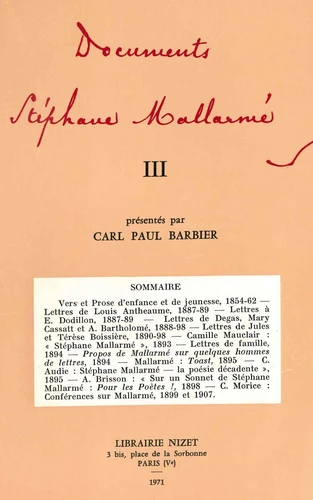 Documents
Stéphane Mallarmé
III
présentés par
CARL PAUL BARBIER
SOMMAIRE
Vers et Prose d'enfance et de jeunesse, 1854-62 —
Lettres de Louis Antheaume, 1887-89 — Lettres à
E. Dodillon, 1887-89 — Lettres de Degas, Mary
Cassatt et A. Bartholomé, 1888-98 — Lettres de Jules
et Térèse Boissière, 1890-98 — Camille Mauclair :
« Stéphane Mallarmé », 1893 — Lettres de famille,
1894 — Propos de Mallarmé sur quelques hommes
de lettres, 1894 — Mallarmé : Toast, 1895 — C.
Audie : Stéphane Mallarmé — la poésie décadente »,
1895 — A. Brisson : « Sur un Sonnet de Stéphane
Mallarmé : Pour les Poètes !, 1898 — C. Morice :
Conférences sur Mallarmé, 1899 et 1907.
LIBRAIRIE NIZET
3 bis, place de la Sorbonne
PARIS (Vᵉ)
1971